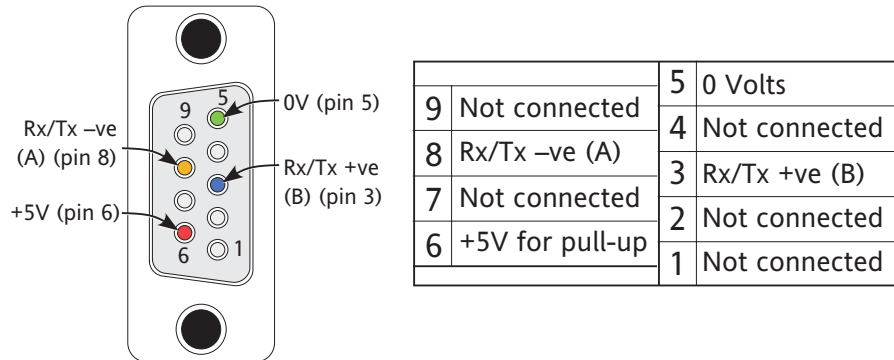 9
5
0V (pin 5)
Rx/Tx –ve
(A) (pin 8)
Rx/Tx +ve
(B) (pin 3)
+5V (pin 6)
6
1
9 Not connected
8 Rx/Tx –ve (A)
7 Not connected
6 +5V for pull-up
5 0 Volts
4 Not connected
3 Rx/Tx +ve (B)
2 Not connected
1 Not connected